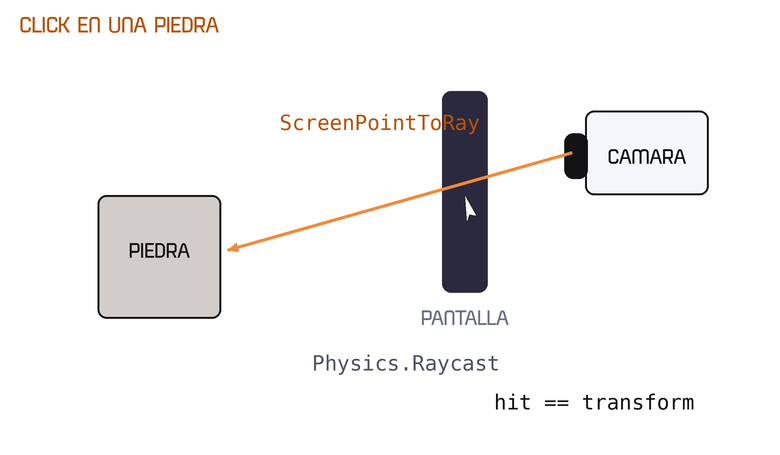 CLICK EN UNA PIEDRA
ScreenPointToRay
CAMARA
PIEDRA
PANTALLA
Physics.Raycast
hit == transform